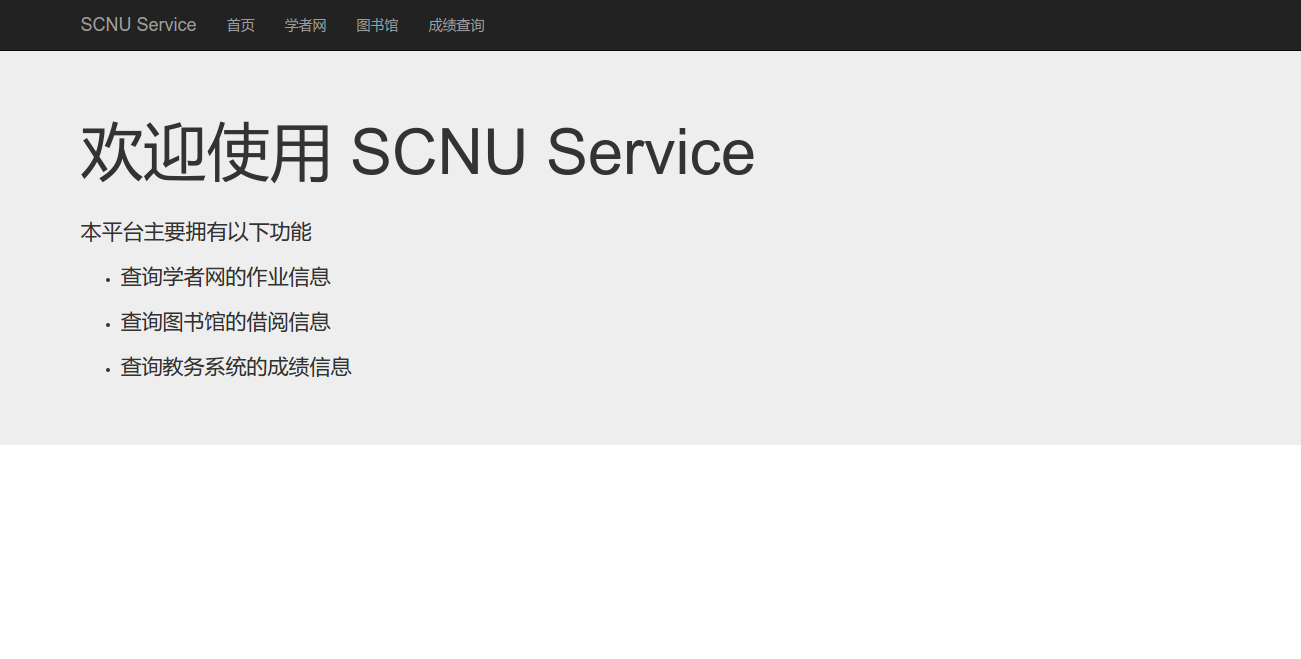 SCNU Service 首页 学者网 图书馆 成绩查询
欢迎使用 SCNU Service
本平台主要拥有以下功能
• 查询学者网的作业信息
• 查询图书馆的借阅信息
• 查询教务系统的成绩信息